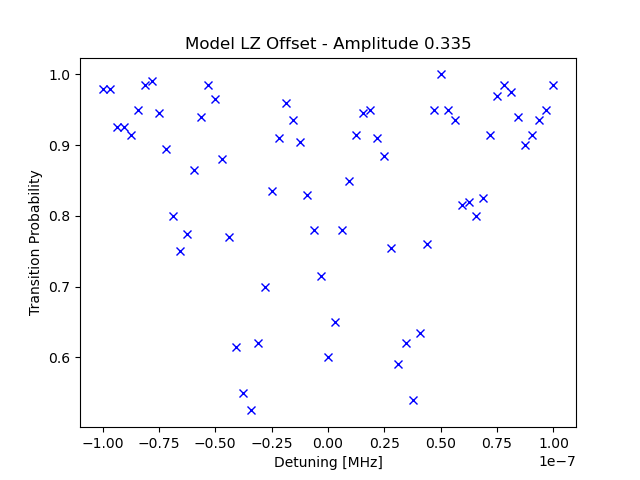 Model LZ Offset - Amplitude 0.335
Transition Probability
1.0
0.9
0.8
0.7
0.6
−1.00 −0.75 −0.50 −0.25 0.00 0.25 0.50 0.75 1.00
1e−7
Detuning [MHz]